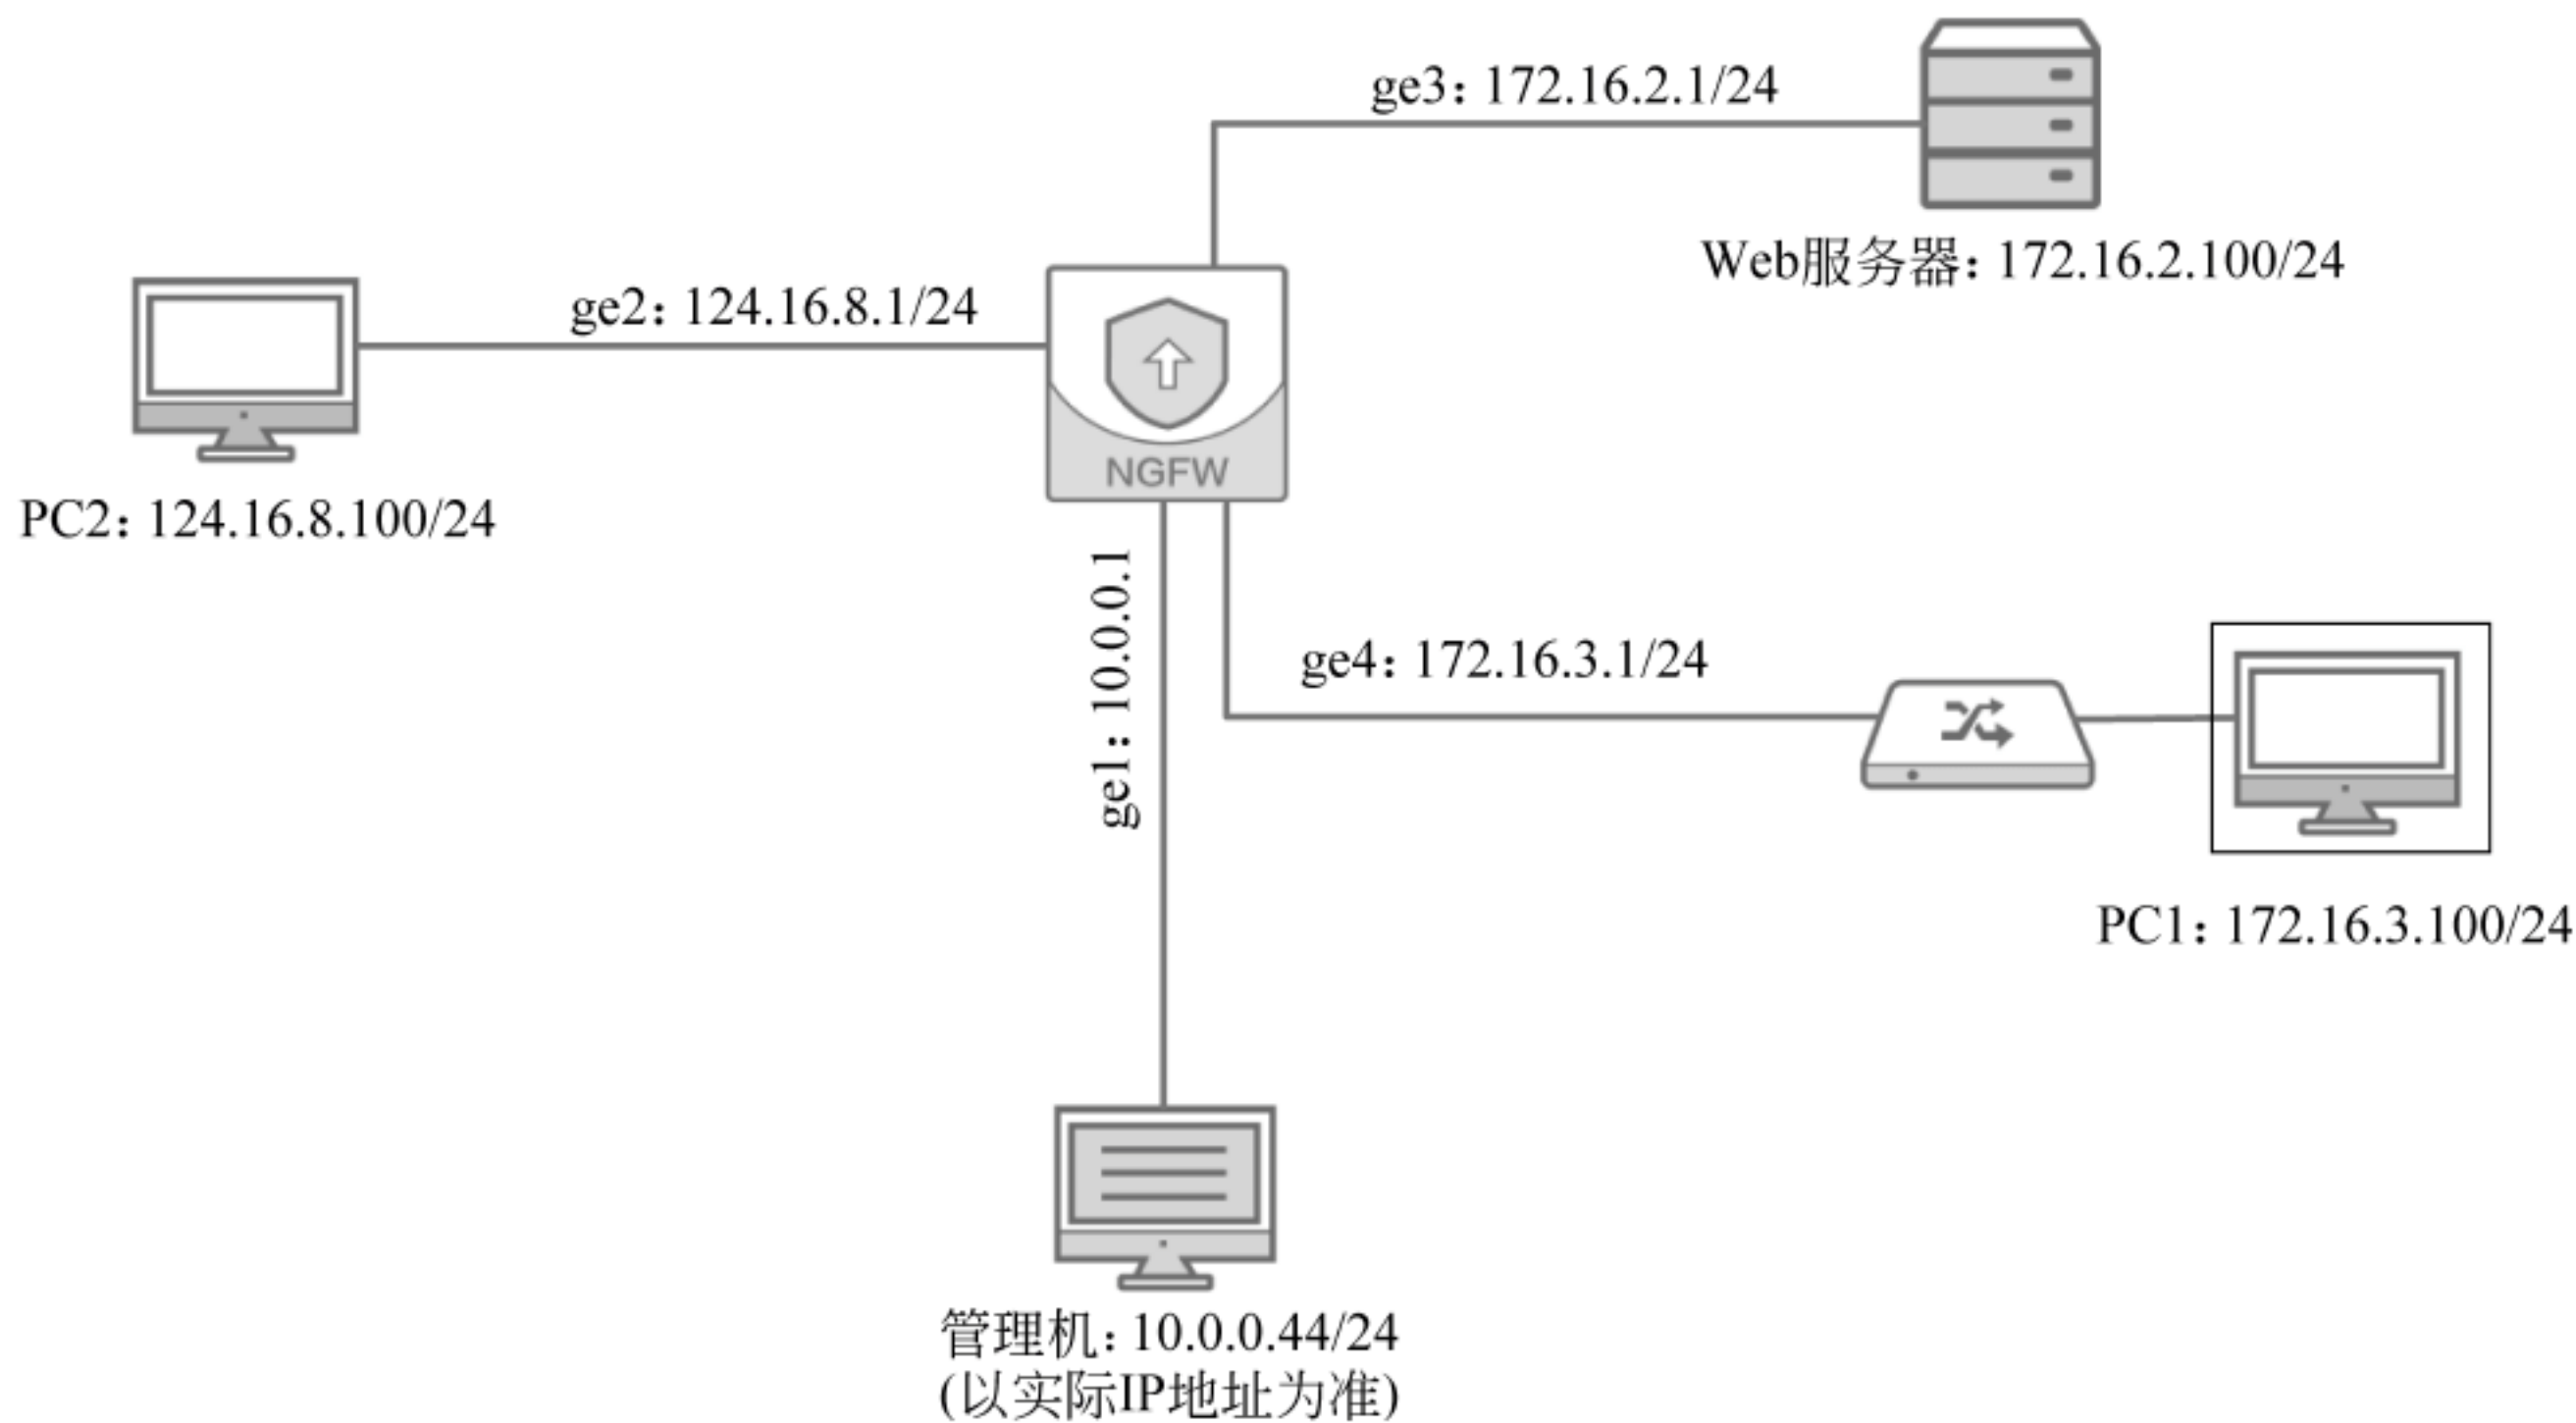 ge3：172.16.2.1/24
Web服务器：172.16.2.100/24
ge2：124.16.8.1/24
NGFW
PC2：124.16.8.100/24
ge1：10.0.0.1
ge4：172.16.3.1/24
PC1：172.16.3.100/24
管理机：10.0.0.44/24
(以实际IP地址为准)